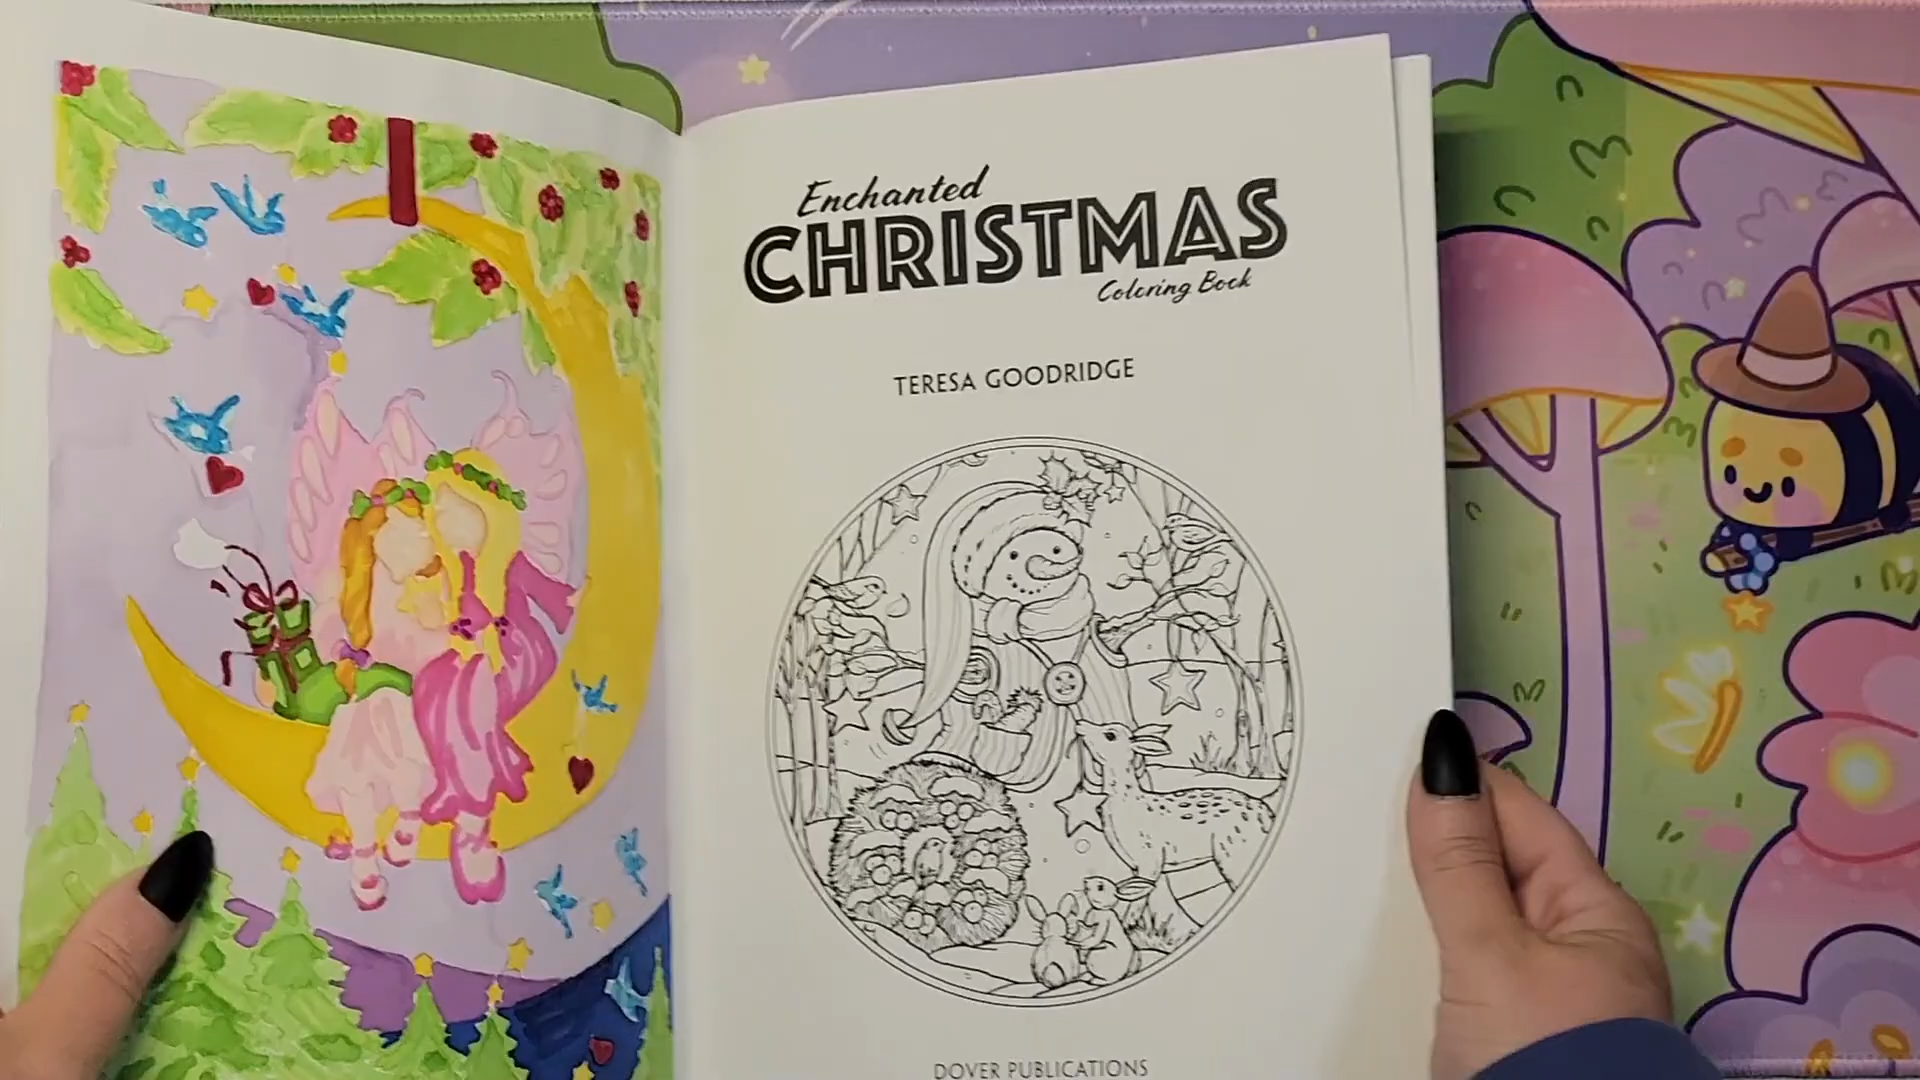 Enchanted
CHRISTMAS
Coloring Book
TERESA GOODRIDGE
DOVER PUBLICATIONS